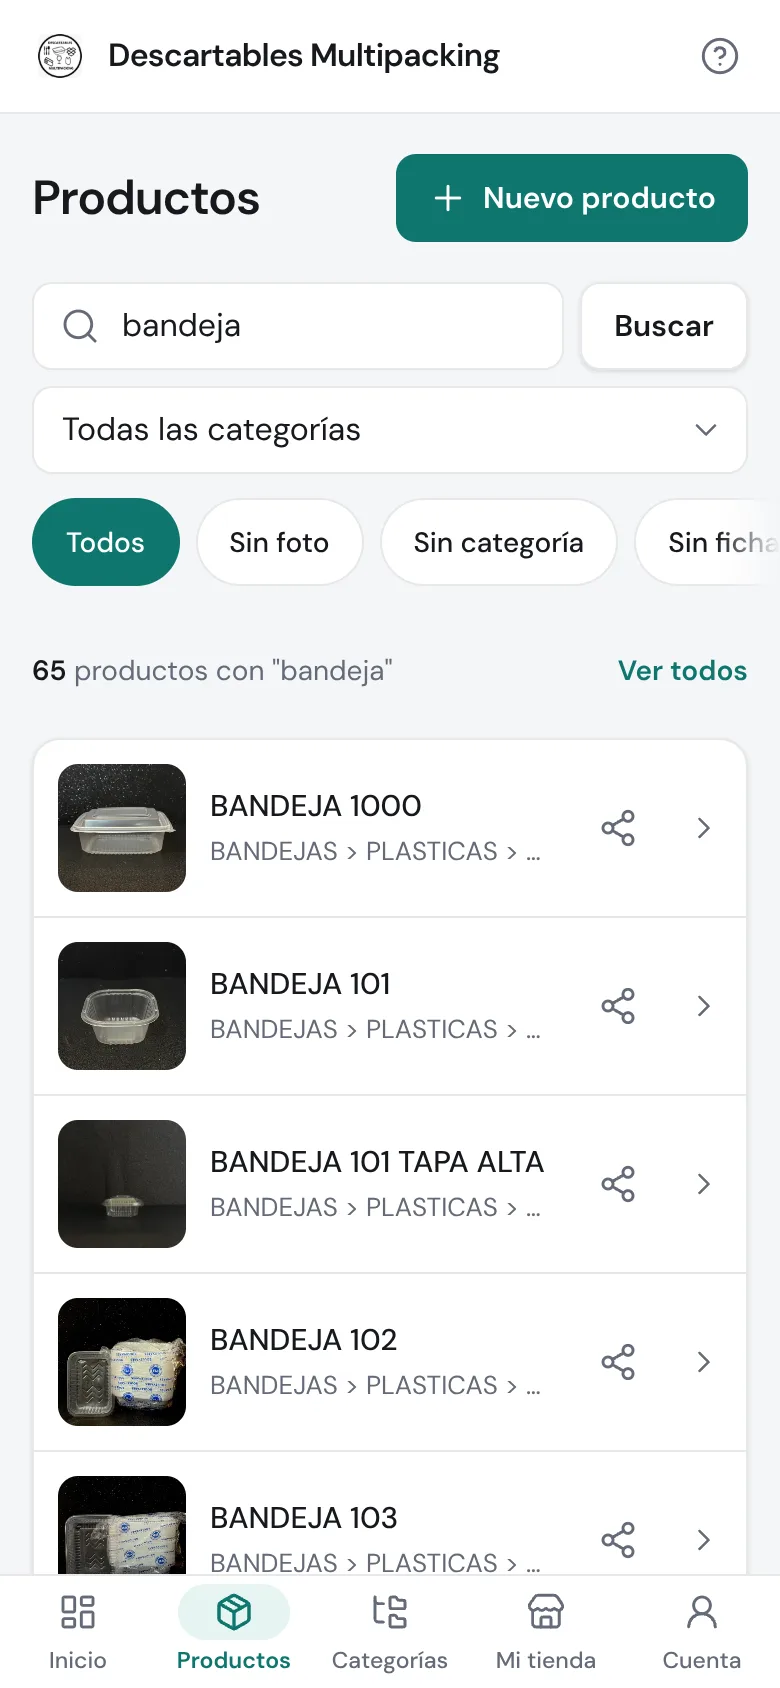 Descartables Multipacking
Productos
Nuevo producto
bandeja
Buscar
Todas las categorías
Todos
Sin foto
Sin categoría
Sin ficha
65 productos con "bandeja"
Ver todos
BANDEJA 1000
BANDEJAS > PLASTICAS > ...
BANDEJA 101
BANDEJAS > PLASTICAS > ...
BANDEJA 101 TAPA ALTA
BANDEJAS > PLASTICAS > ...
BANDEJA 102
BANDEJAS > PLASTICAS > ...
BANDEJA 103
BANDEJAS > PLASTICAS > ...
Inicio
Productos
Categorías
Mi tienda
Cuenta